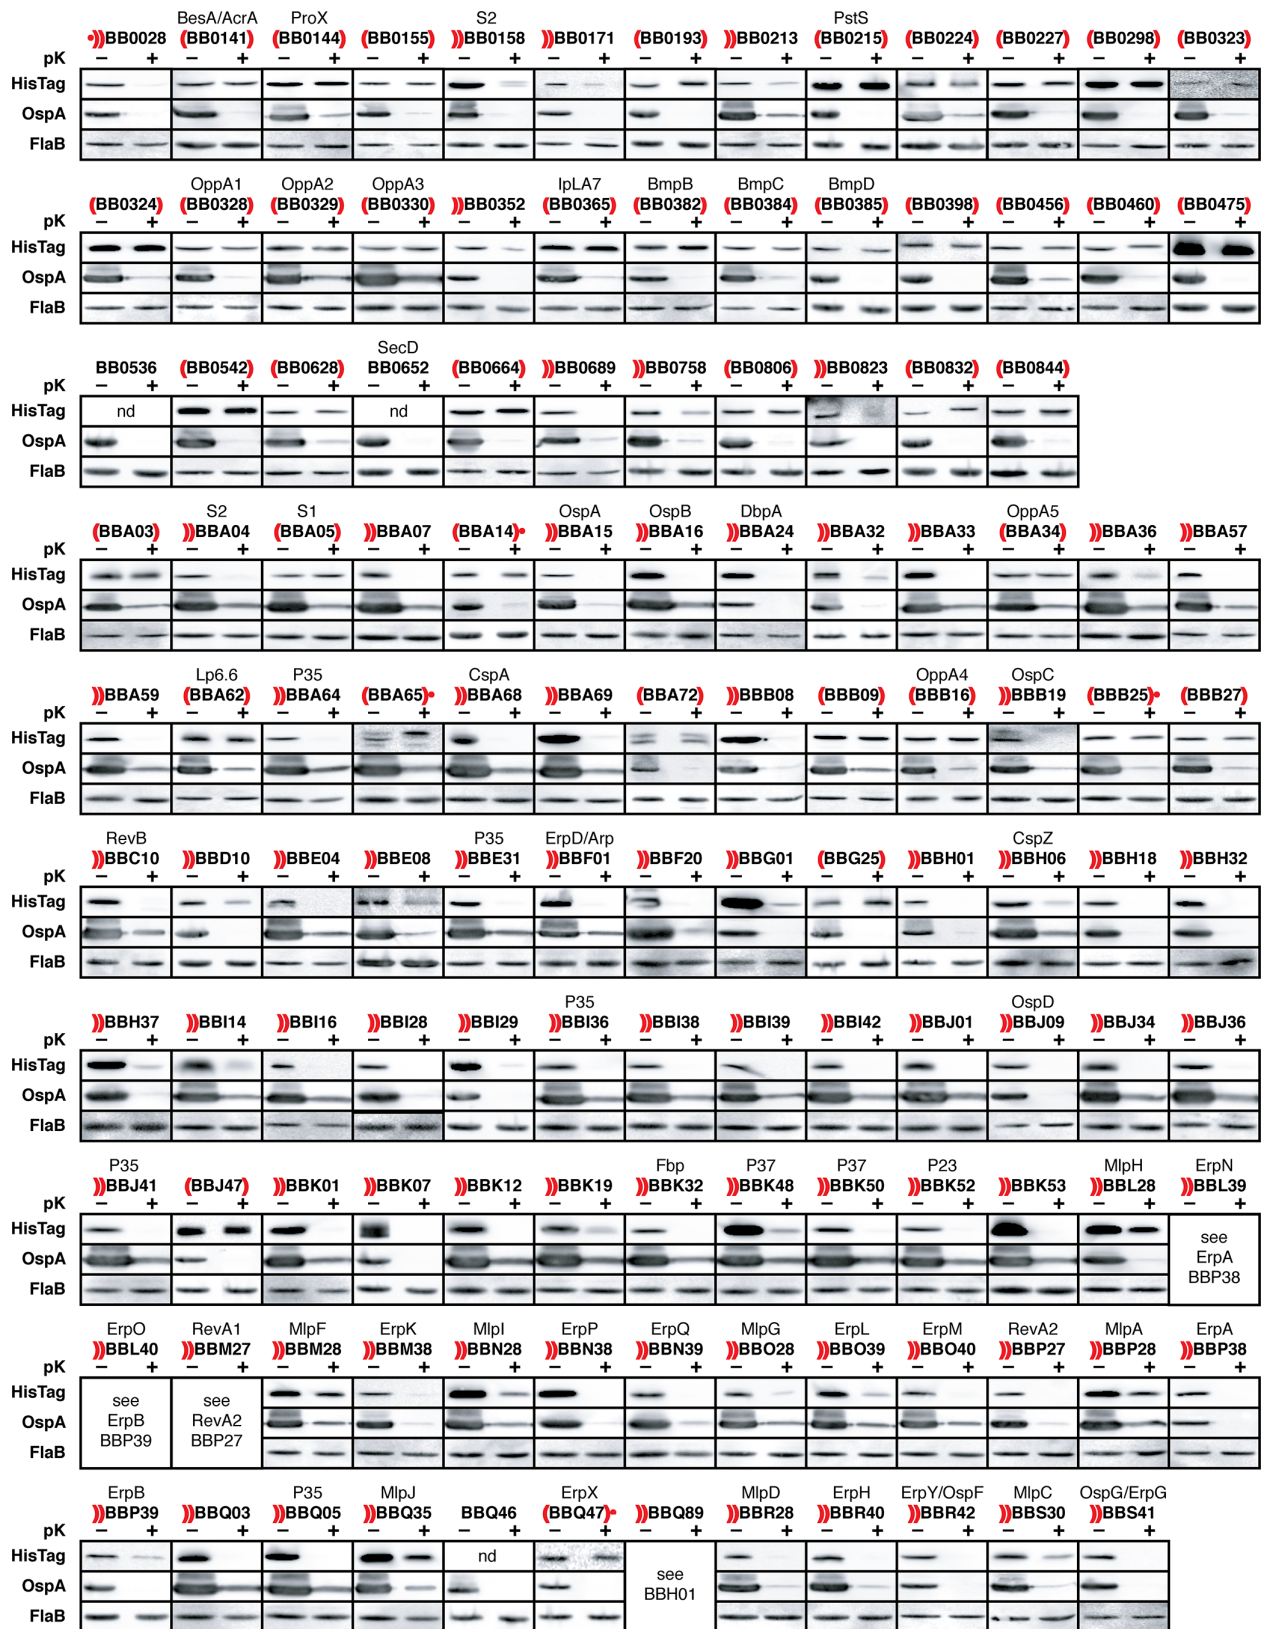 BesA/AcrA ProX S2 PstS
•))BB0028 (BB0141) (BB0144) (BB0155) ))BB0158 ))BB0171 (BB0193) ))BB0213 (BB0215) (BB0224) (BB0227) (BB0298) (BB0323)
pK – + – + – + – + – + – + – + – + – + – + – + – + – +
HisTag
OspA
FlaB
OppA1 OppA2 OppA3 IpLA7 BmpB BmpC BmpD
(BB0324) (BB0328) (BB0329) (BB0330) ))BB0352 (BB0365) (BB0382) (BB0384) (BB0385) (BB0398) (BB0456) (BB0460) (BB0475)
pK – + – + – + – + – + – + – + – + – + – + – + – + – +
HisTag
OspA
FlaB
SecD
BB0536 (BB0542) (BB0628) BB0652 (BB0664) ))BB0689 ))BB0758 (BB0806) ))BB0823 (BB0832) (BB0844)
pK – + – + – + – + – + – + – + – + – + – + – +
HisTag nd nd
OspA
FlaB
S2 S1 OspA OspB DbpA OppA5
(BBA03) ))BBA04 (BBA05) ))BBA07 (BBA14)• ))BBA15 ))BBA16 ))BBA24 ))BBA32 ))BBA33 (BBA34) ))BBA36 ))BBA57
pK – + – + – + – + – + – + – + – + – + – + – + – + – +
HisTag
OspA
FlaB
Lp6.6 P35 CspA OppA4 OspC
))BBA59 (BBA62) ))BBA64 (BBA65)• ))BBA68 ))BBA69 (BBA72) ))BBB08 (BBB09) (BBB16) ))BBB19 (BBB25)• (BBB27)
pK – + – + – + – + – + – + – + – + – + – + – + – + – +
HisTag
OspA
FlaB
RevB P35 ErpD/Arp CspZ
))BBC10 ))BBD10 ))BBE04 ))BBE08 ))BBE31 ))BBF01 ))BBF20 ))BBG01 (BBG25) ))BBH01 ))BBH06 ))BBH18 ))BBH32
pK – + – + – + – + – + – + – + – + – + – + – + – + – +
HisTag
OspA
FlaB
P35 OspD
))BBH37 ))BBI14 ))BBI16 ))BBI28 ))BBI29 ))BBI36 ))BBI38 ))BBI39 ))BBI42 ))BBJ01 ))BBJ09 ))BBJ34 ))BBJ36
pK – + – + – + – + – + – + – + – + – + – + – + – + – +
HisTag
OspA
FlaB
P35 Fbp P37 P37 P23 MlpH ErpN
))BBJ41 (BBJ47) ))BBK01 ))BBK07 ))BBK12 ))BBK19 ))BBK32 ))BBK48 ))BBK50 ))BBK52 ))BBK53 ))BBL28 ))BBL39
pK – + – + – + – + – + – + – + – + – + – + – + – + – +
HisTag
OspA
FlaB
see
ErpA
BBP38
ErpO RevA1 MlpF ErpK MlpI ErpP ErpQ MlpG ErpL ErpM RevA2 MlpA ErpA
))BBL40 ))BBM27 ))BBM28 ))BBM38 ))BBN28 ))BBN38 ))BBN39 ))BBO28 ))BBO39 ))BBO40 ))BBP27 ))BBP28 ))BBP38
pK – + – + – + – + – + – + – + – + – + – + – + – + – +
HisTag
OspA
FlaB
see see
ErpB RevA2
BBP39 BBP27
ErpB P35 MlpJ ErpX MlpD ErpH ErpY/OspF MlpC OspG/ErpG
))BBP39 ))BBQ03 ))BBQ05 ))BBQ35 BBQ46 (BBQ47)• ))BBQ89 ))BBR28 ))BBR40 ))BBR42 ))BBS30 ))BBS41
pK – + – + – + – + – + – + – + – + – + – + – + – +
HisTag nd
OspA
FlaB
see
BBH01